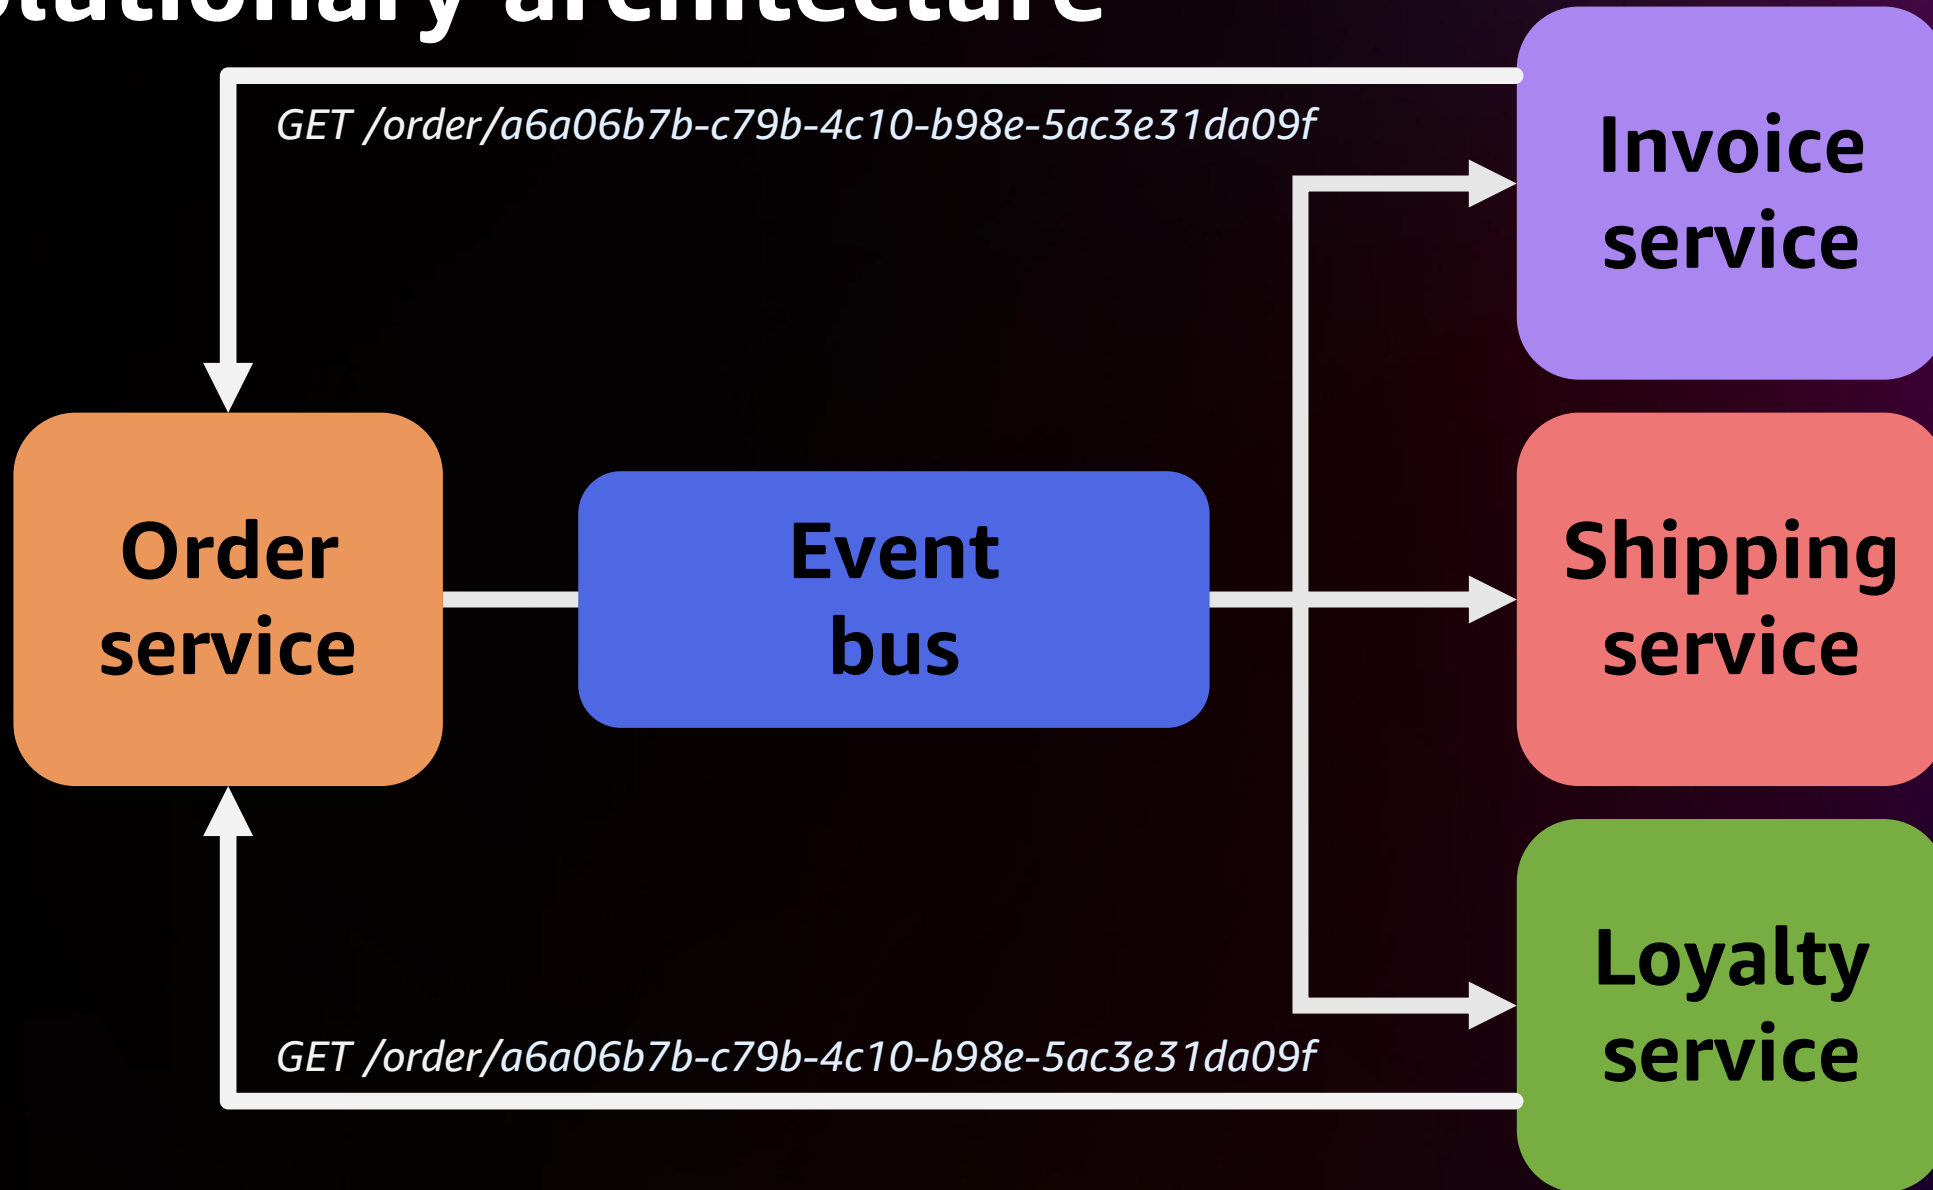 architecture
GET /order/a6a06b7b-c79b-4c10-b98e-5ac3e31da09f
Invoice
service
Order
service
Event
bus
Shipping
service
GET /order/a6a06b7b-c79b-4c10-b98e-5ac3e31da09f
Loyalty
service